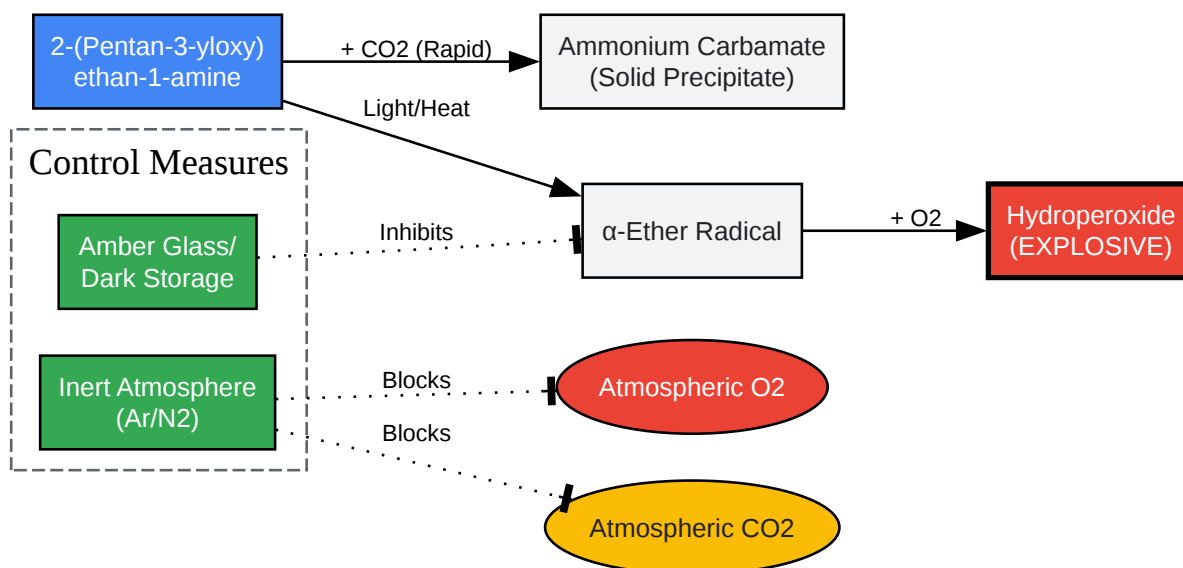 2-(Pentan-3-yloxy)
ethan-1-amine
+ CO2 (Rapid)
Ammonium Carbamate
(Solid Precipitate)
Light/Heat
Control Measures
Amber Glass/
Dark Storage
Inhibits
α-Ether Radical
+ O2
Hydroperoxide
(EXPLOSIVE)
Inert Atmosphere
(Ar/N2)
Blocks
Atmospheric O2
Blocks
Atmospheric CO2